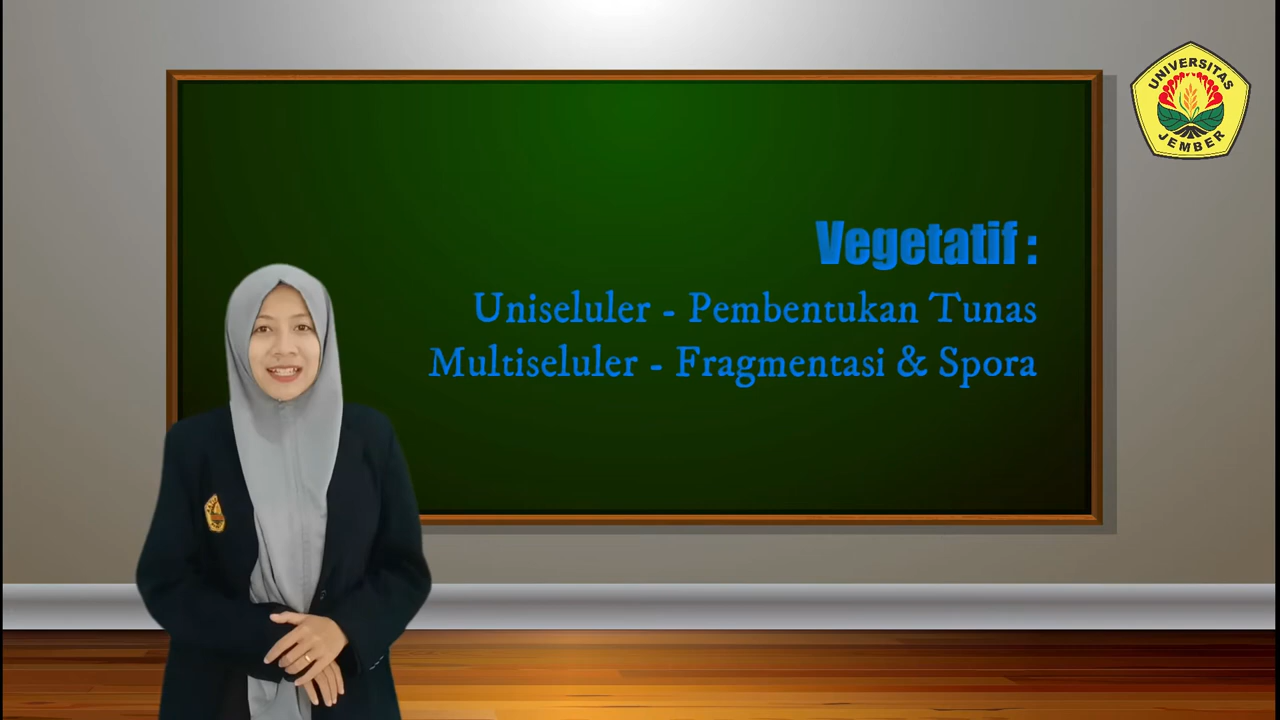 Vegetatif :
Uniseluler - Pembentukan Tunas
Multiseluler - Fragmentasi & Spora
UNIVERSITAS
JEMBER